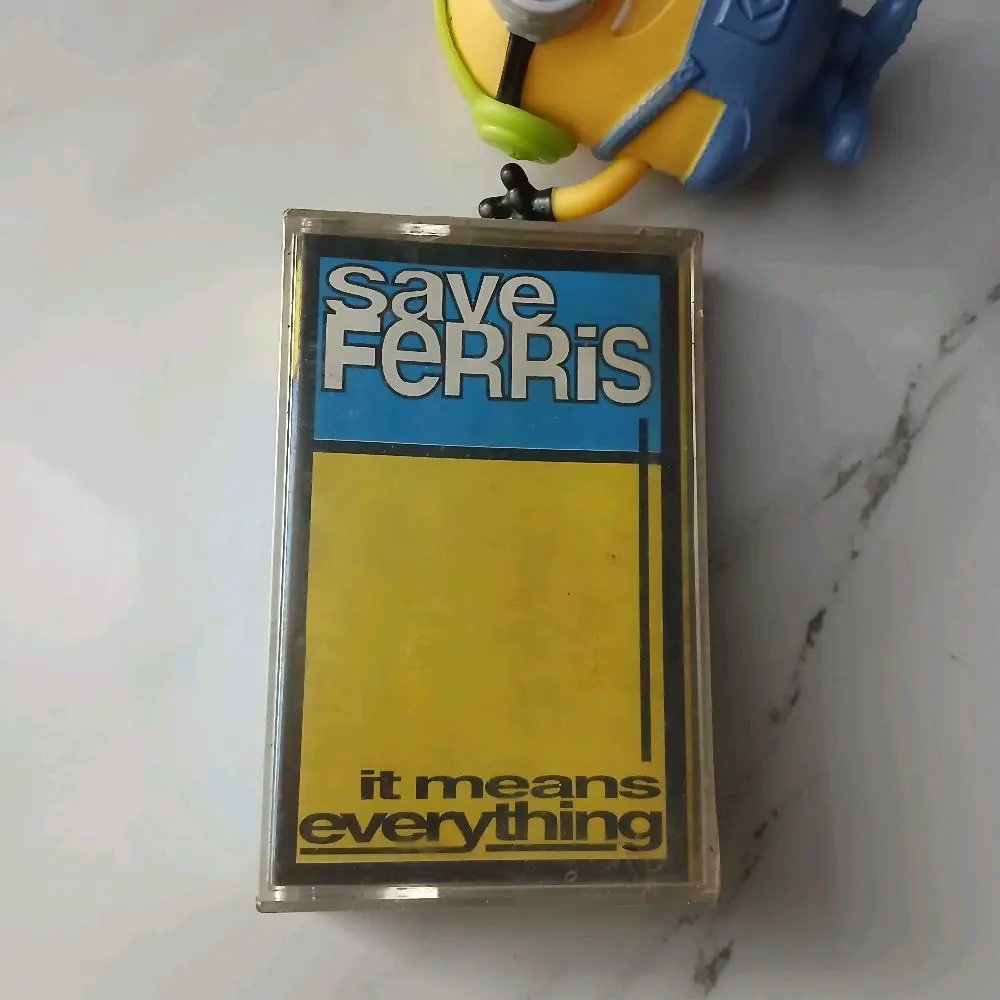 save
FeRRiS
it means
everything